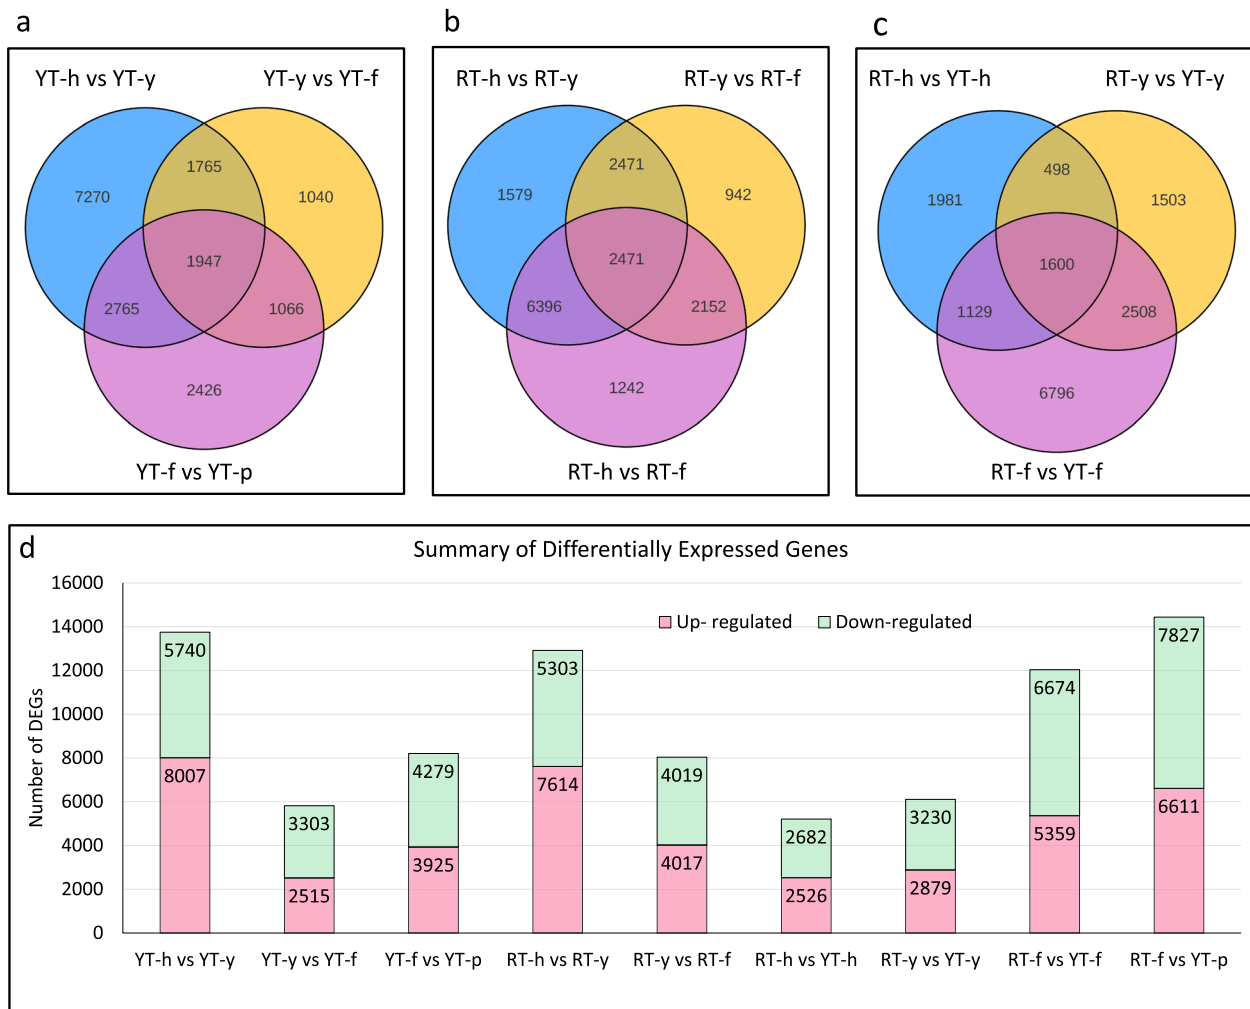 a
b
c
YT-h vs YT-y
YT-y vs YT-f
1765
7270
1040
1947
2765
1066
2426
YT-f vs YT-p
RT-h vs RT-y
RT-y vs RT-f
2471
1579
942
2471
6396
2152
1242
RT-h vs RT-f
RT-h vs YT-h
RT-y vs YT-y
498
1981
1503
1600
1129
2508
6796
RT-f vs YT-f
d
Summary of Differentially Expressed Genes
Up- regulated
Down-regulated
Number of DEGs
16000
14000
12000
10000
8000
6000
4000
2000
0
5740
8007
3303
2515
4279
3925
5303
7614
4019
4017
2682
2526
3230
2879
6674
5359
7827
6611
YT-h vs YT-y
YT-y vs YT-f
YT-f vs YT-p
RT-h vs RT-y
RT-y vs RT-f
RT-h vs YT-h
RT-y vs YT-y
RT-f vs YT-f
RT-f vs YT-p